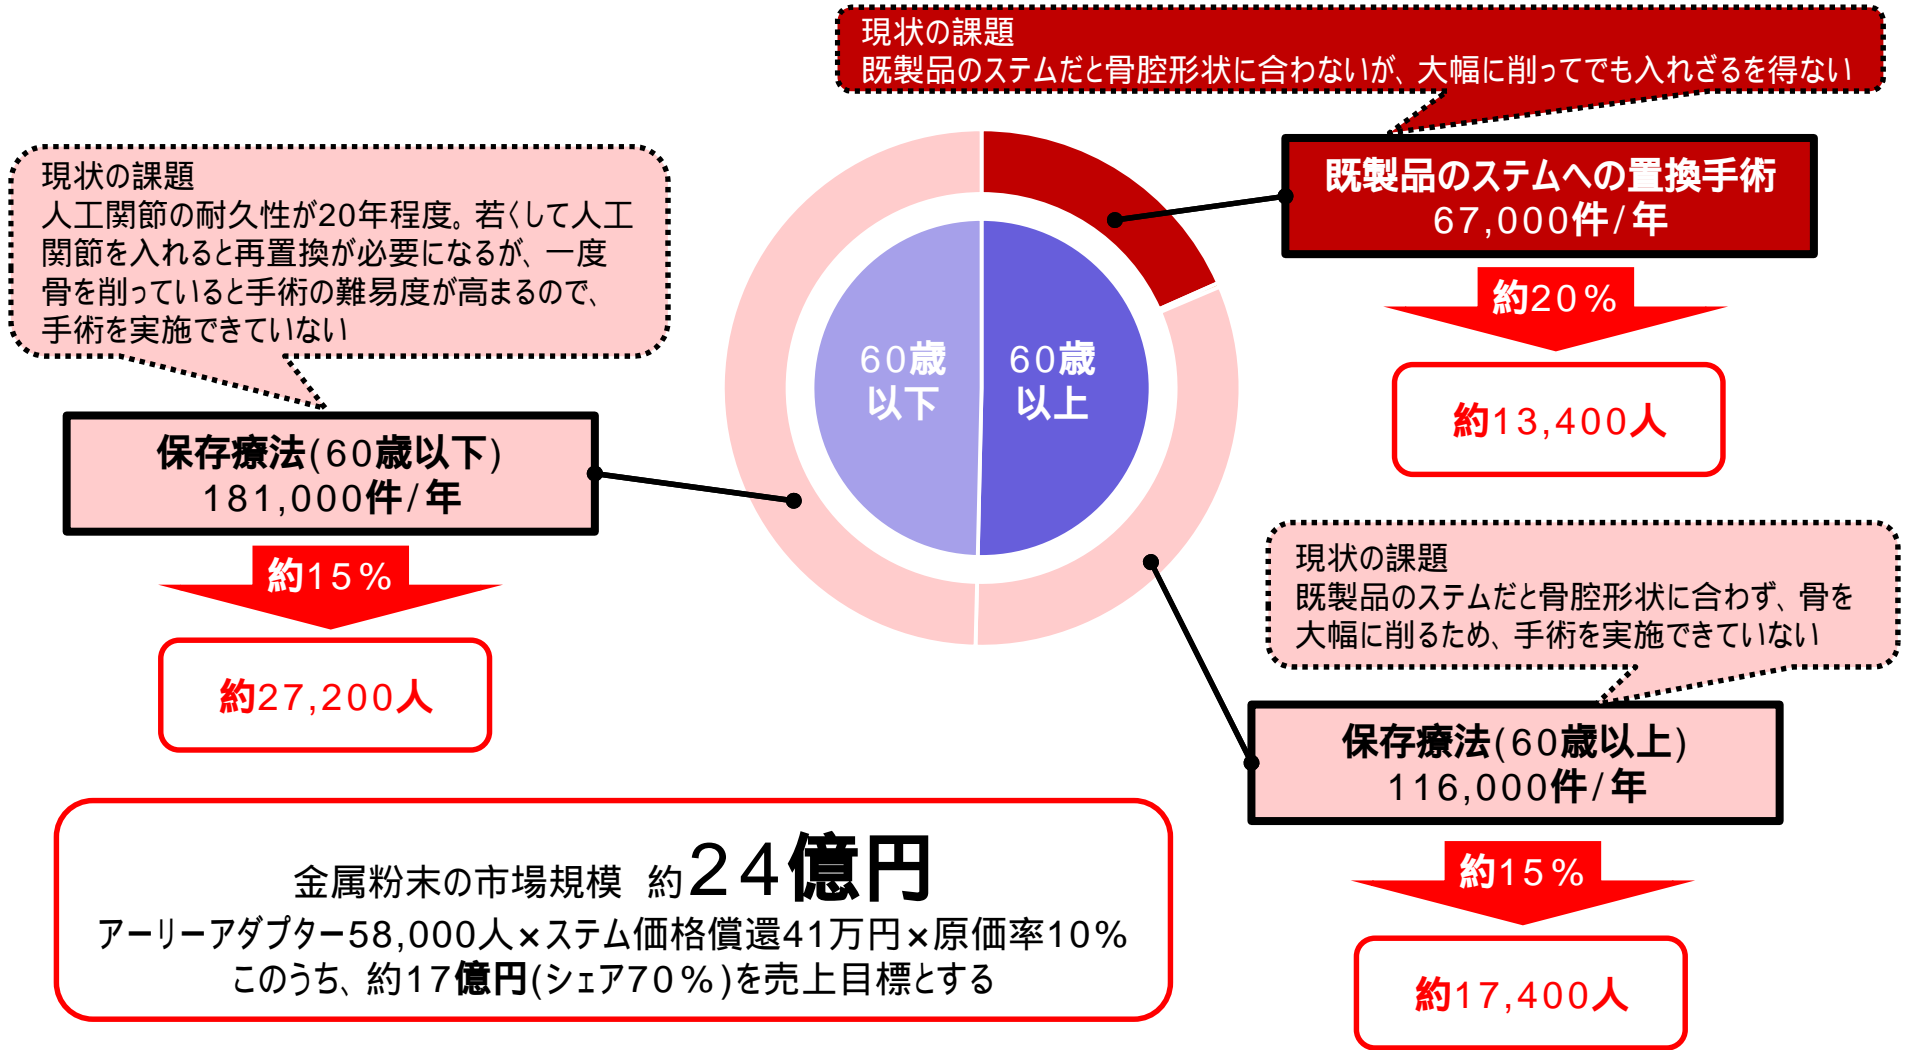 現状の課題
既製品のステムだと骨腔形状に合わないが、大幅に削ってでも入れざるを得ない
既製品のステムへの置換手術
67,000件/年
約20%
約13,400人
現状の課題
人工関節の耐久性が20年程度。若くして人工
関節を入れると再置換が必要になるが、一度
骨を削っていると手術の難易度が高まるので、
手術を実施できていない
保存療法(60歳以下)
181,000件/年
約15%
約27,200人
60歳
以下
60歳
以上
現状の課題
既製品のステムだと骨腔形状に合わず、骨を
大幅に削るため、手術を実施できていない
保存療法(60歳以上)
116,000件/年
約15%
約17,400人
金属粉末の市場規模 約24億円
アーリーアダプター58,000人×ステム価格償還41万円×原価率10%
このうち、約17億円(シェア70%)を売上目標とする